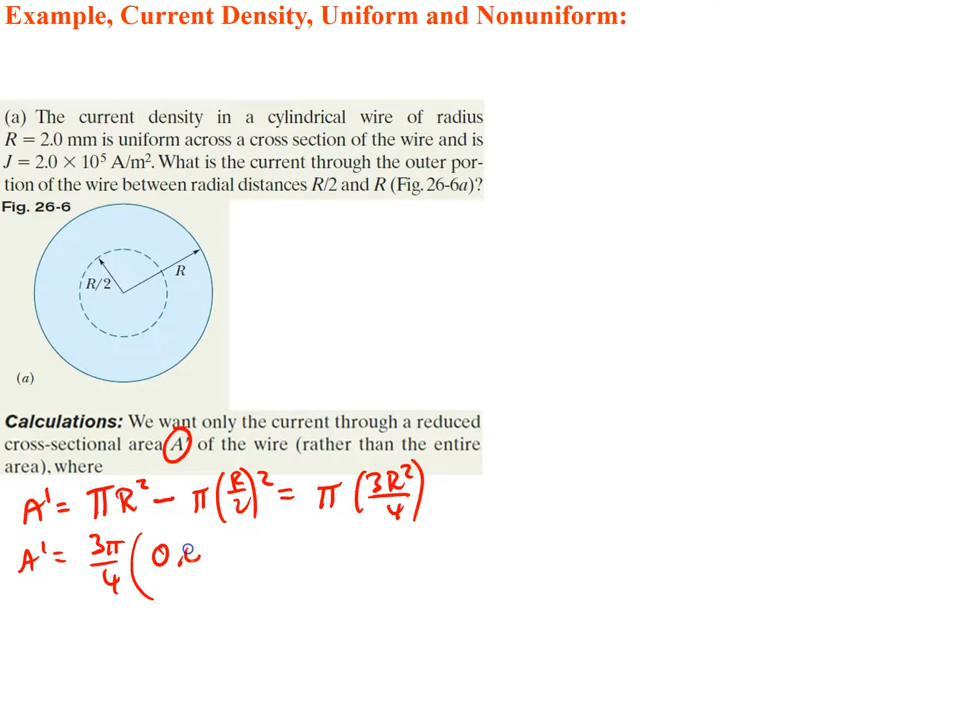 Example, Current Density, Uniform and Nonuniform:
(a) The current density in a cylindrical wire of radius
R = 2.0 mm is uniform across a cross section of the wire and is
J = 2.0 × 10⁵ A/m². What is the current through the outer por-
tion of the wire between radial distances R/2 and R (Fig. 26-6a)?
Fig. 26-6
R
R/2
(a)
Calculations: We want only the current through a reduced
cross-sectional area A' of the wire (rather than the entire
area), where
A' = πR² − π(R/2)² = π(3R²/4)
A' = 3π/4 (0.